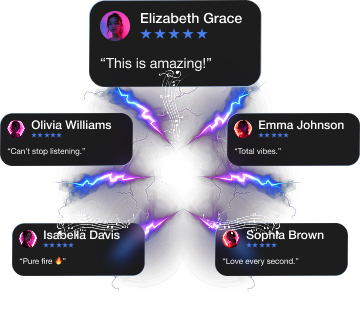 Elizabeth Grace
★★★★★
“This is amazing!”
Olivia Williams
★★★★★
“Can’t stop listening.”
Emma Johnson
★★★★★
“Total vibes.”
Isabella Davis
★★★★★
“Pure fire 🔥”
Sophia Brown
★★★★★
“Love every second.”